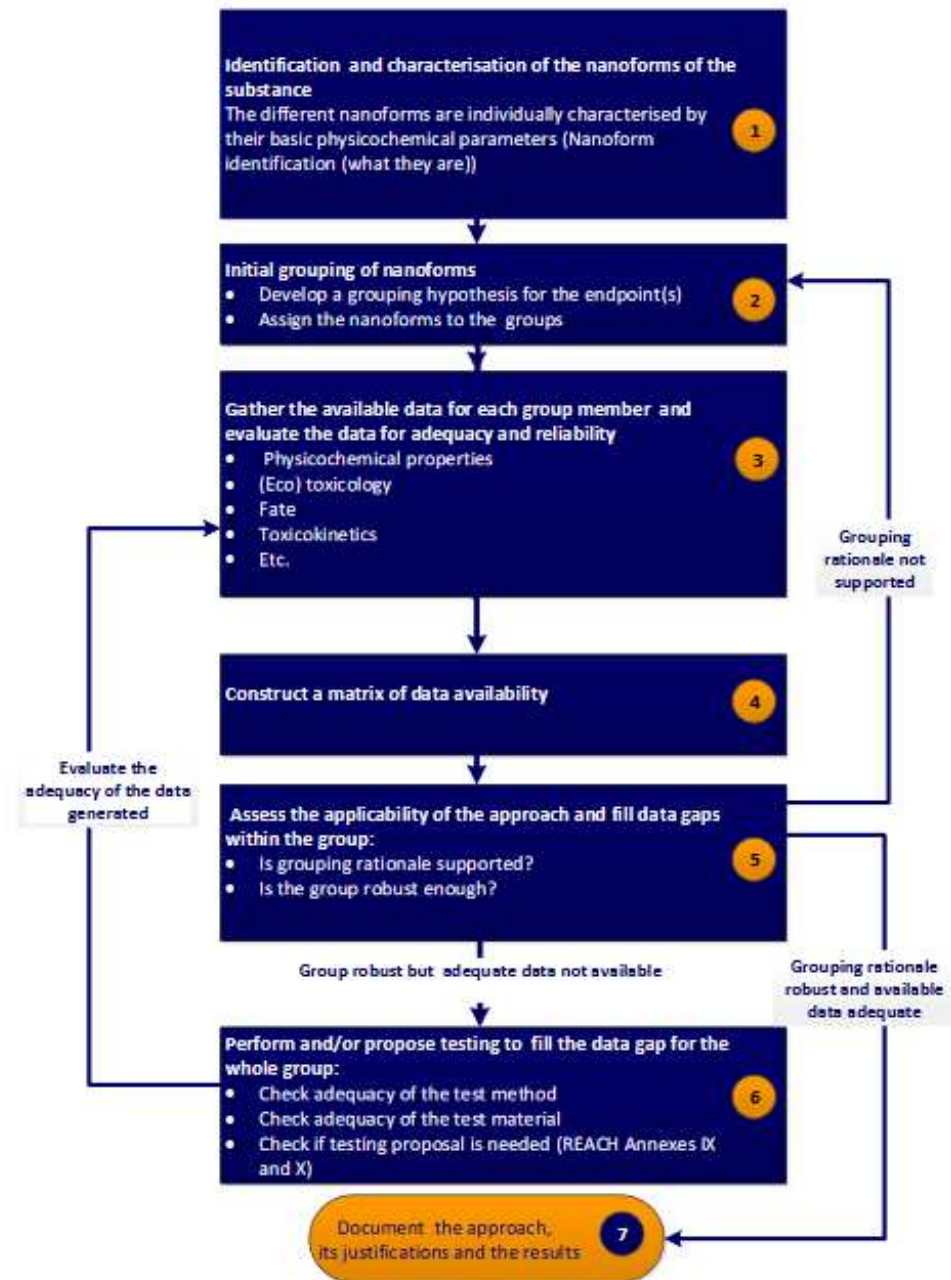 Identification and characterisation of the nanoforms of the
substance
The different nanoforms are individually characterised by
their basic physicochemical parameters (Nanoform
identification (what they are))
1
Initial grouping of nanoforms
• Develop a grouping hypothesis for the endpoint(s)
• Assign the nanoforms to the groups
2
Gather the available data for each group member and
evaluate the data for adequacy and reliability
• Physicochemical properties
• (Eco) toxicology
• Fate
• Toxicokinetics
• Etc.
3
Grouping
rationale not
supported
Construct a matrix of data availability
4
Evaluate the
adequacy of the data
generated
Assess the applicability of the approach and fill data gaps
within the group:
• Is grouping rationale supported?
• Is the group robust enough?
5
Group robust but adequate data not available
Grouping rationale
robust and available
data adequate
Perform and/or propose testing to fill the data gap for the
whole group:
• Check adequacy of the test method
• Check adequacy of the test material
• Check if testing proposal is needed (REACH Annexes IX
and X)
6
Document the approach,
its justifications and the results
7